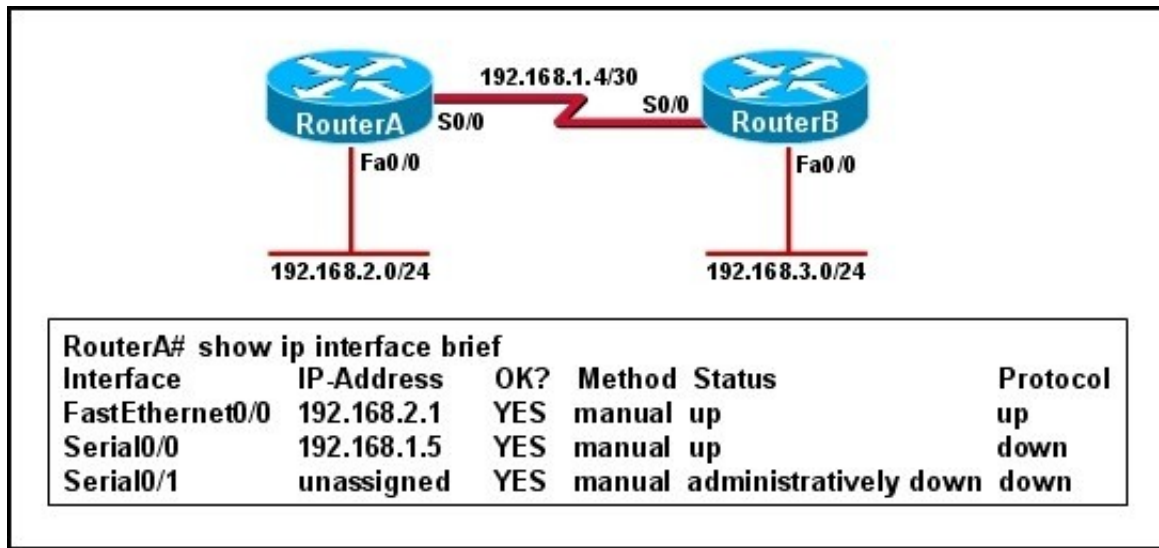 192.168.1.4/30
RouterA
S0/0
S0/0
RouterB
Fa0/0
Fa0/0
192.168.2.0/24
192.168.3.0/24
RouterA# show ip interface brief
Interface IP-Address OK? Method Status Protocol
FastEthernet0/0 192.168.2.1 YES manual up up
Serial0/0 192.168.1.5 YES manual up down
Serial0/1 unassigned YES manual administratively down down